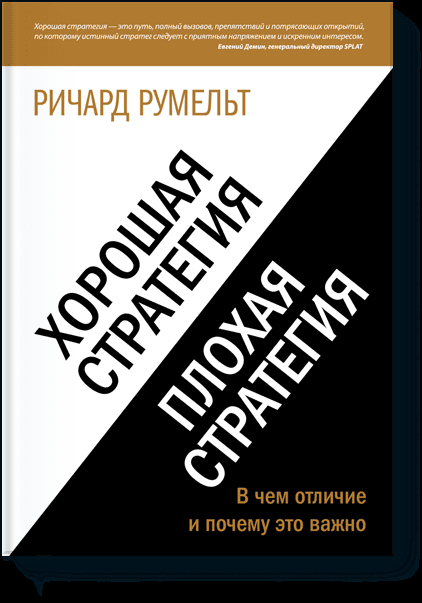 Хорошая стратегия — это путь, полный вызовов, препятствий и потрясающих открытий,
по которому истинный стратег следует с приятным напряжением и искренним интересом.
Евгений Демин, генеральный директор SPLAT
РИЧАРД РУМЕЛЬТ
ХОРОШАЯ
СТРАТЕГИЯ
ПЛОХАЯ
СТРАТЕГИЯ
В чем отличие
и почему это важно